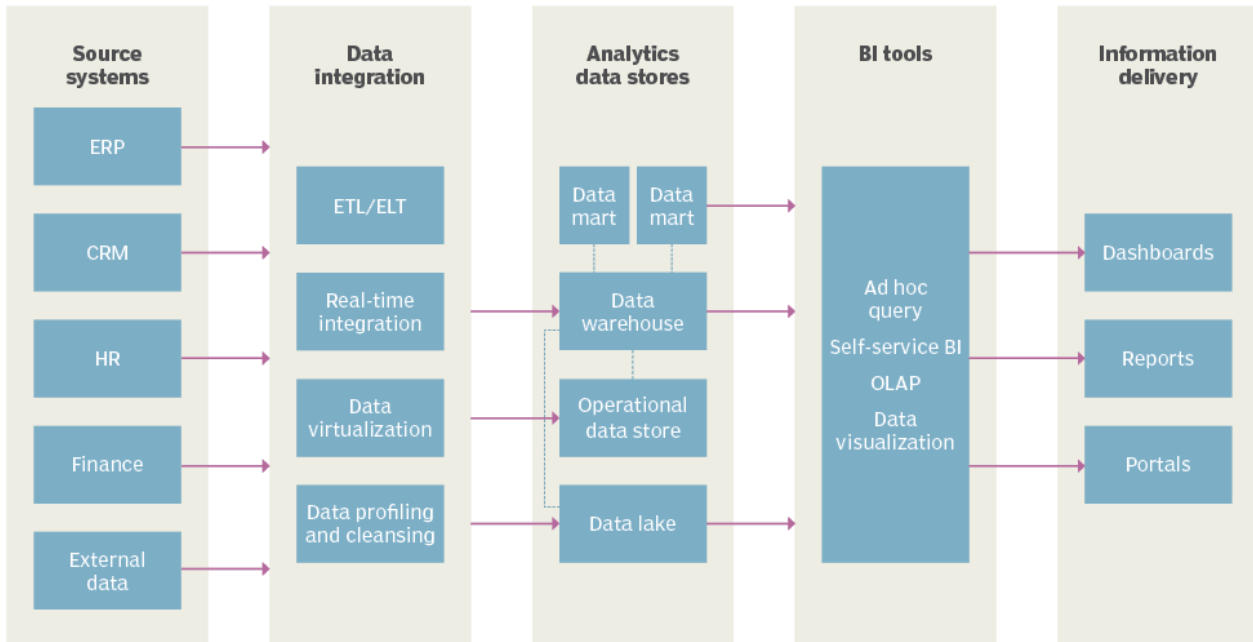 Source
systems
ERP
CRM
HR
Finance
External
data
Data
integration
ETL/ELT
Real-time
integration
Data
virtualization
Data profiling
and cleansing
Analytics
data stores
Data
mart
Data
mart
Data
warehouse
Operational
data store
Data lake
BI tools
Ad hoc
query
Self-service BI
OLAP
Data
visualization
Information
delivery
Dashboards
Reports
Portals